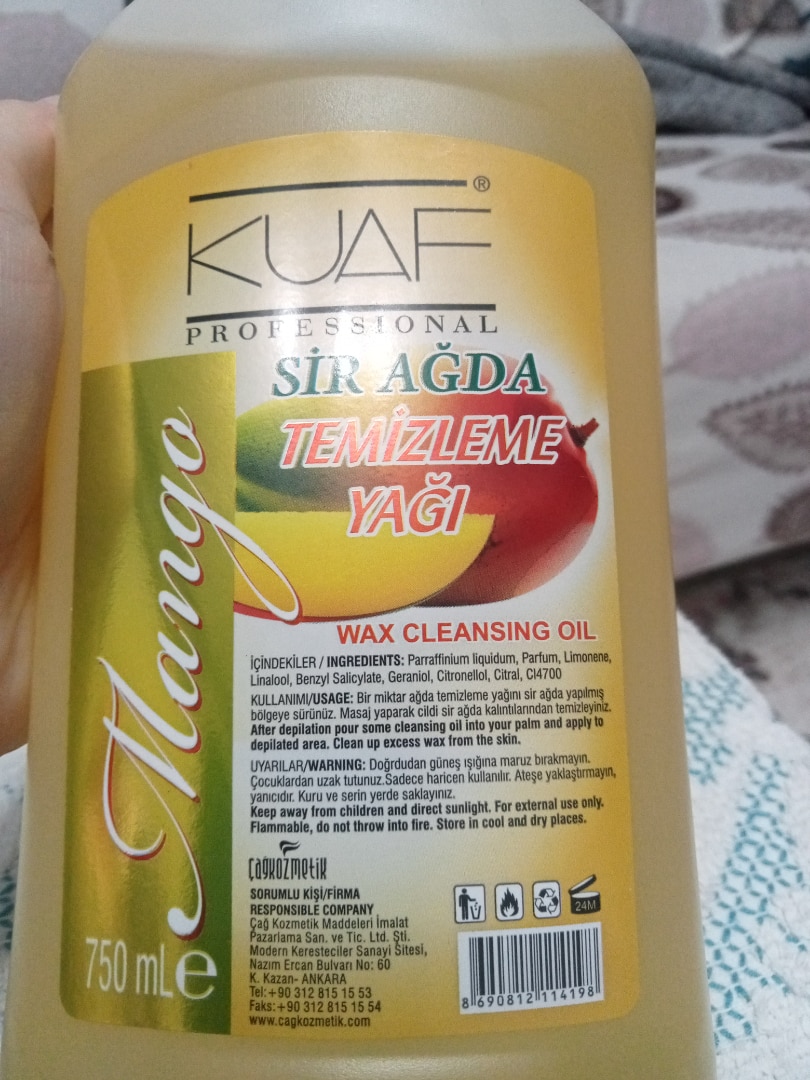 KUAF®
PROFESSIONAL
SİR AĞDA
TEMİZLEME
YAĞI
Mango
WAX CLEANSING OIL
İÇİNDEKİLER / INGREDIENTS: Parraffinium liquidum, Parfum, Limonene,
Linalool, Benzyl Salicylate, Geraniol, Citronellol, Citral, CI4700
KULLANIMI/USAGE: Bir miktar ağda temizleme yağını sir ağda yapılmış
bölgeye sürünüz. Masaj yaparak cildi sir ağda kalıntılarından temizleyiniz.
After depilation pour some cleansing oil into your palm and apply to
depilated area. Clean up excess wax from the skin.
UYARILAR/WARNING: Doğrdudan güneş ışığına maruz bırakmayın.
Çocuklardan uzak tutunuz.Sadece haricen kullanılır. Ateşe yaklaştırmayın,
yanıcıdır. Kuru ve serin yerde saklayınız.
Keep away from children and direct sunlight. For external use only.
Flammable, do not throw into fire. Store in cool and dry places.
çağkozmetik
SORUMLU KİŞİ/FİRMA
RESPONSIBLE COMPANY
Çağ Kozmetik Maddeleri İmalat
Pazarlama San. ve Tic. Ltd. Şti.
Modern Keresteciler Sanayi Sitesi,
Nazım Ercan Bulvarı No: 60
K. Kazan- ANKARA
Tel:+90 312 815 15 53
Faks:+90 312 815 15 54
www.cagkozmetik.com
24M
8 690812 114198
750 mL e